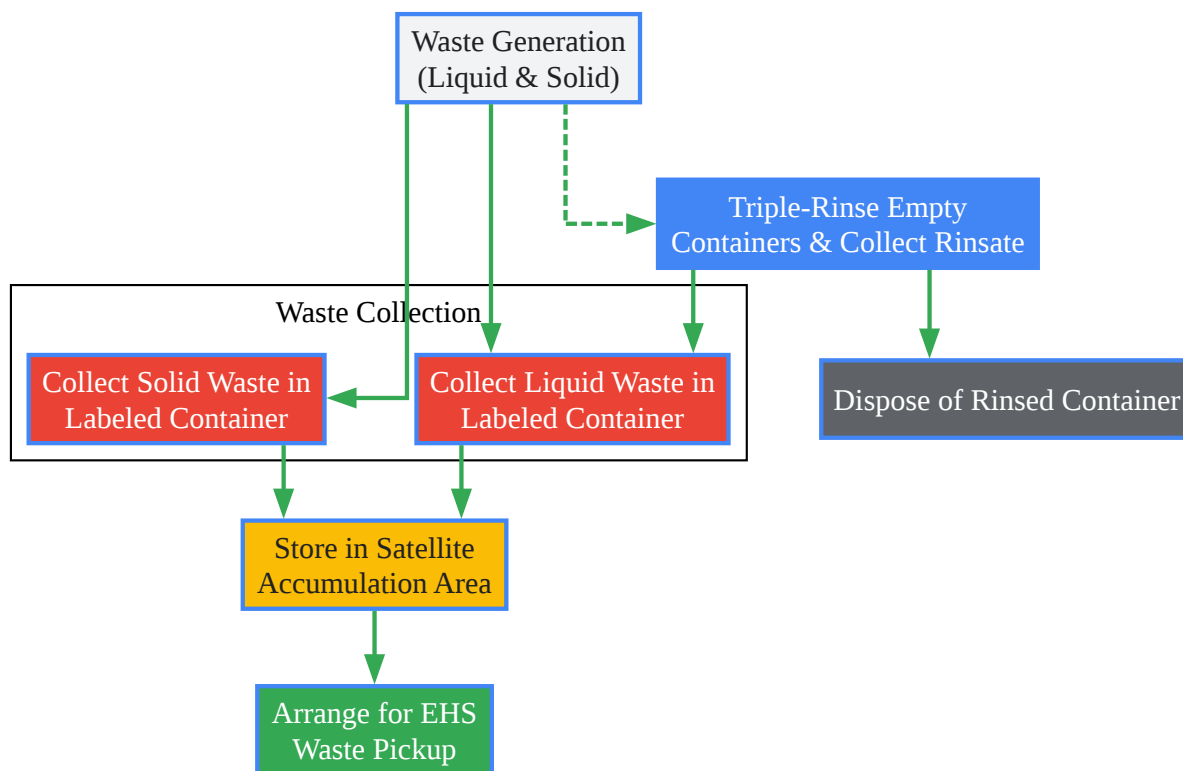 Waste Generation
(Liquid & Solid)
Triple-Rinse Empty
Containers & Collect Rinsate
Waste Collection
Collect Solid Waste in
Labeled Container
Collect Liquid Waste in
Labeled Container
Dispose of Rinsed Container
Store in Satellite
Accumulation Area
Arrange for EHS
Waste Pickup